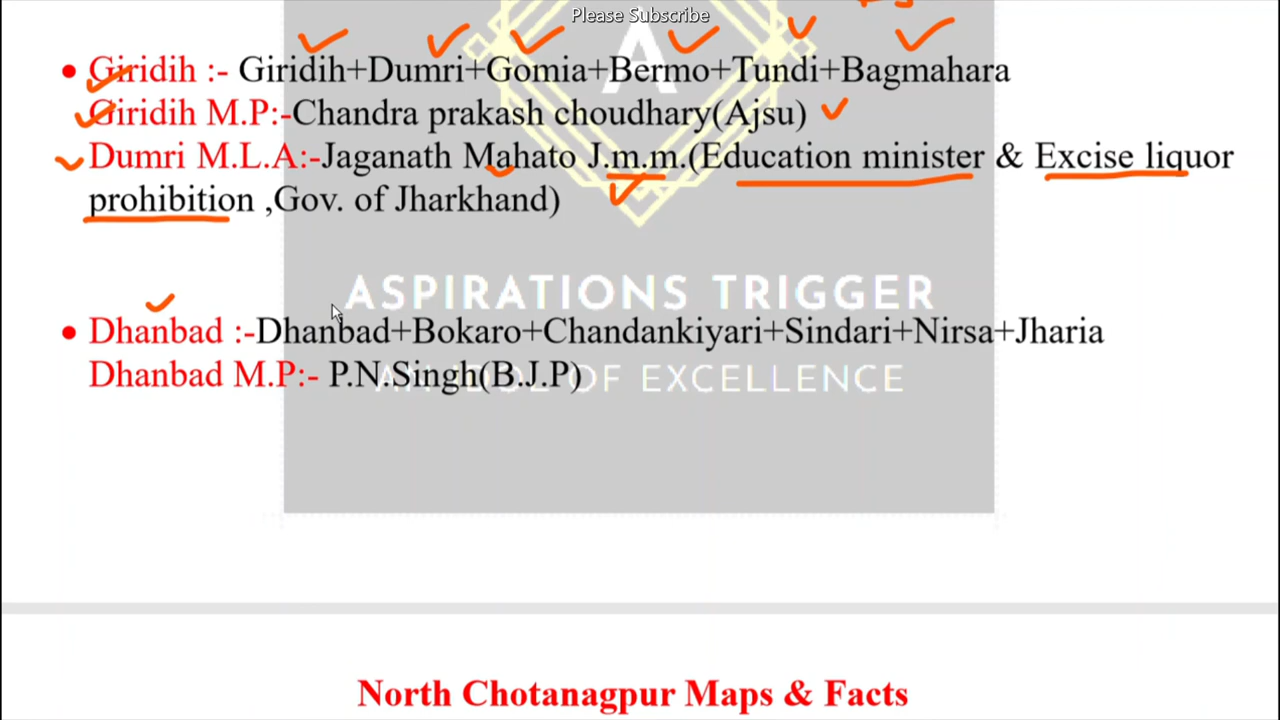 Please Subscribe
• Giridih :- Giridih+Dumri+Gomia+Bermo+Tundi+Bagmahara
Giridih M.P:-Chandra prakash choudhary(Ajsu)
Dumri M.L.A:-Jaganath Mahato J.m.m.(Education minister & Excise liquor
prohibition ,Gov. of Jharkhand)
A
ASPIRATIONS TRIGGER
• Dhanbad :-Dhanbad+Bokaro+Chandankiyari+Sindari+Nirsa+Jharia
Dhanbad M.P:- P.N.Singh(B.J.P)
OF EXCELLENCE
North Chotanagpur Maps & Facts